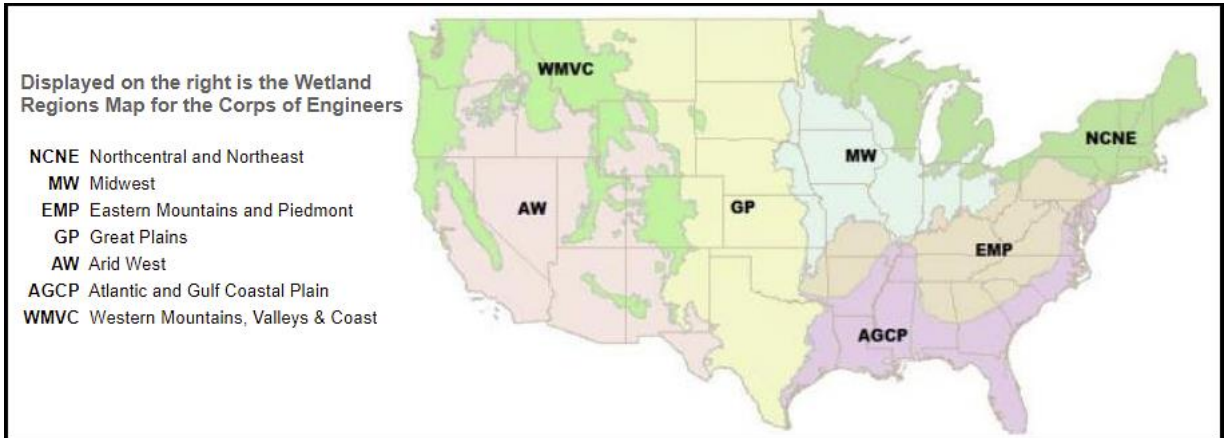 Displayed on the right is the Wetland
Regions Map for the Corps of Engineers
NCNE Northcentral and Northeast
MW Midwest
EMP Eastern Mountains and Piedmont
GP Great Plains
AW Arid West
AGCP Atlantic and Gulf Coastal Plain
WMVC Western Mountains, Valleys & Coast
WMVC
NCNE
MW
AW
GP
EMP
AGCP